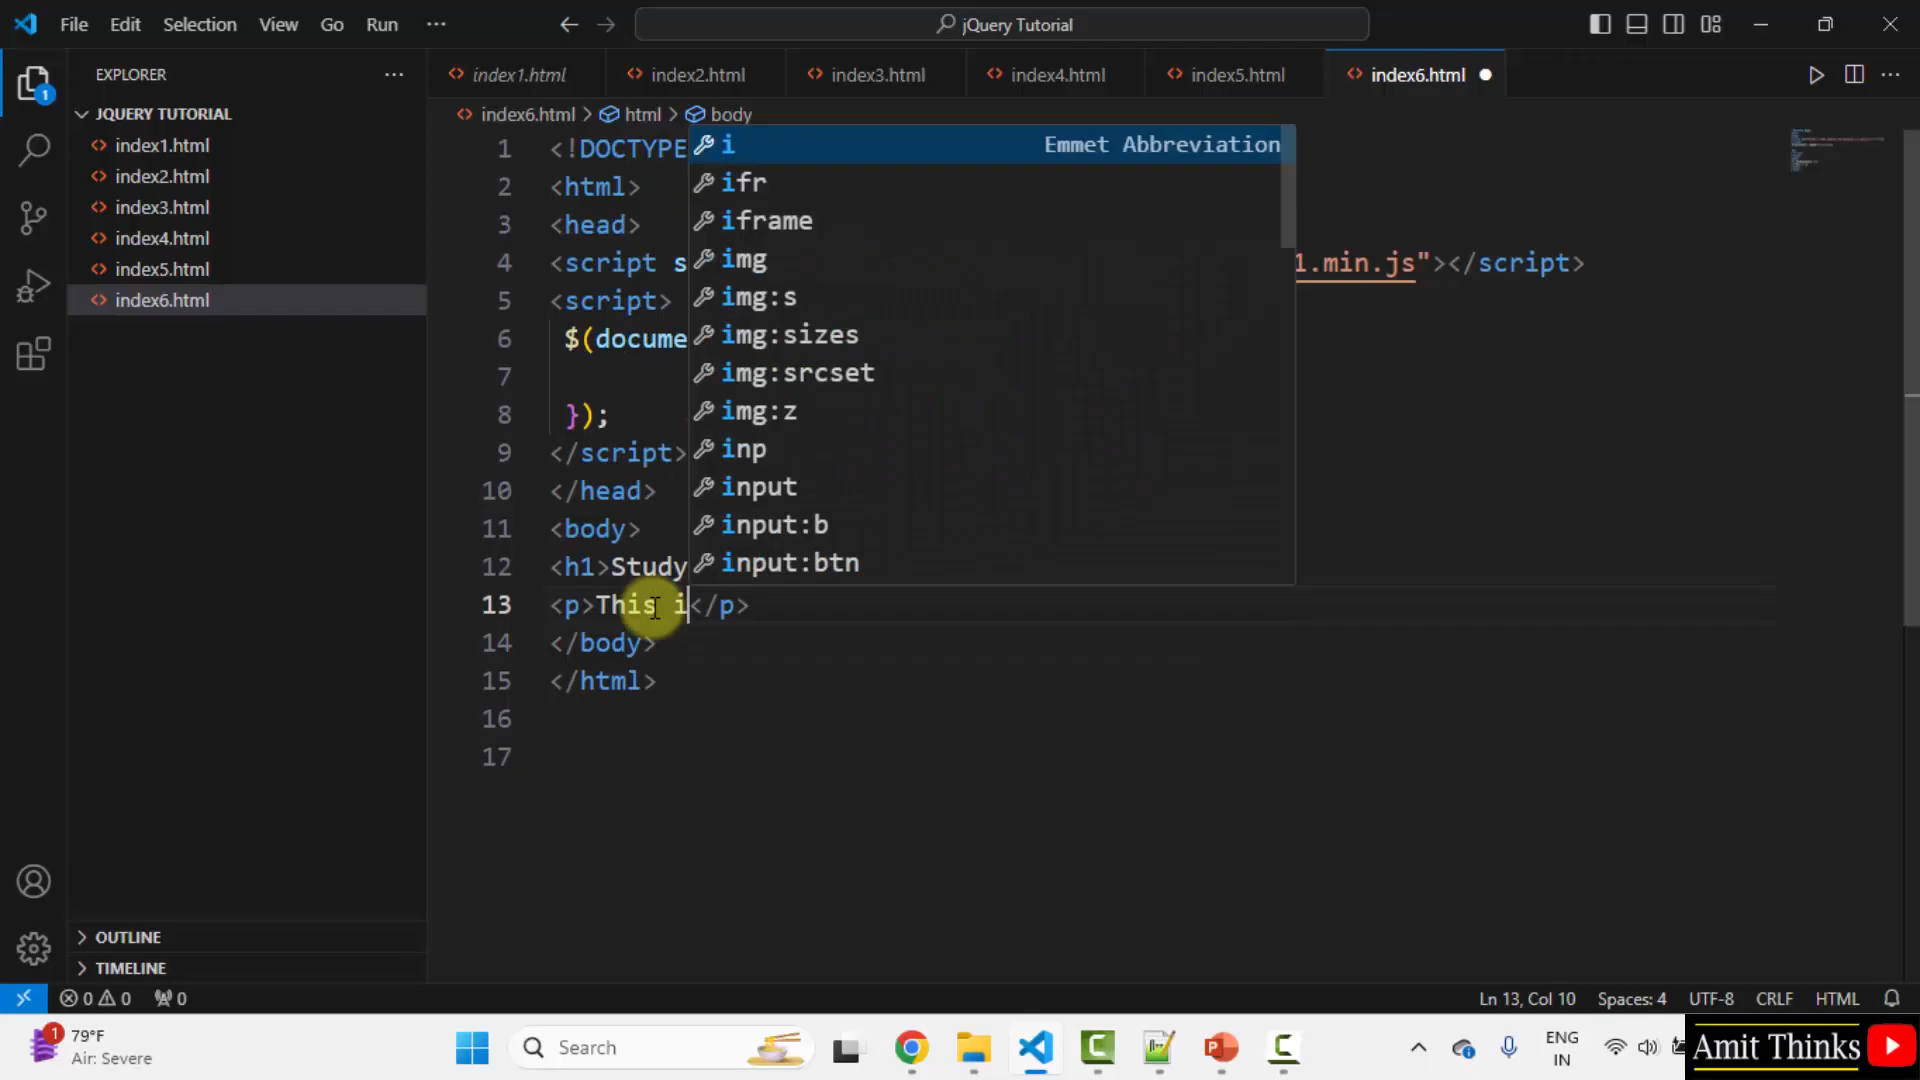 File Edit Selection View Go Run ···
jQuery Tutorial
EXPLORER
1
JQUERY TUTORIAL
index1.html
index2.html
index3.html
index4.html
index5.html
index6.html
OUTLINE
TIMELINE
index1.html index2.html index3.html index4.html index5.html index6.html
index6.html > html > body
1 <!DOCTYPE
2 <html>
3 <head>
4 <script s 1.min.js"></script>
5 <script>
6 $(docume
7
8 });
9 </script>
10 </head>
11 <body>
12 <h1>Study
13 <p>This i</p>
14 </body>
15 </html>
16
17
i Emmet Abbreviation
ifr
iframe
img
img:s
img:sizes
img:srcset
img:z
inp
input
input:b
input:btn
0 0 0
Ln 13, Col 10 Spaces: 4 UTF-8 CRLF HTML
1
79°F
Air: Severe
Search
ENG
IN
Amit Thinks